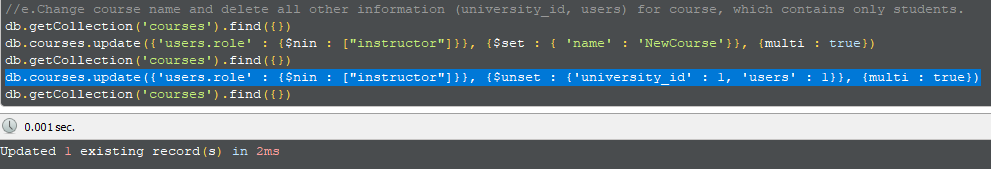 //e.Change course name and delete all other information (university_id, users) for course, which contains only students.
db.getCollection('courses').find({})
db.courses.update({'users.role' : {$nin : ["instructor"]}}, {$set : { 'name' : 'NewCourse'}}, {multi : true})
db.getCollection('courses').find({})
db.courses.update({'users.role' : {$nin : ["instructor"]}}, {$unset : {'university_id' : 1, 'users' : 1}}, {multi : true})
db.getCollection('courses').find({})
0.001 sec.
Updated 1 existing record(s) in 2ms